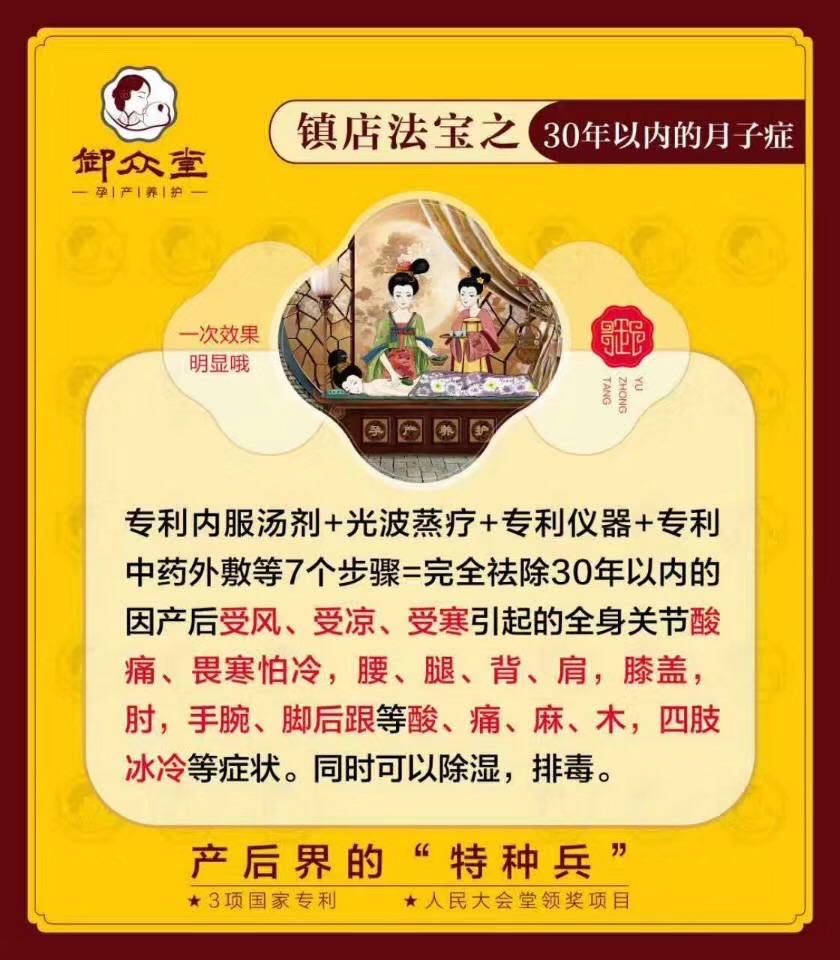 御众堂
孕|产|养|护
镇店法宝之 30年以内的月子症
一次效果
明显哦
YU
ZHONG
TANG
孕产养护
专利内服汤剂+光波蒸疗+专利仪器+专利
中药外敷等7个步骤=完全祛除30年以内的
因产后受风、受凉、受寒引起的全身关节酸
痛、畏寒怕冷，腰、腿、背、肩，膝盖，
肘，手腕、脚后跟等酸、痛、麻、木，四肢
冰冷等症状。同时可以除湿，排毒。
产后界的“特种兵”
★3项国家专利 ★人民大会堂领奖项目